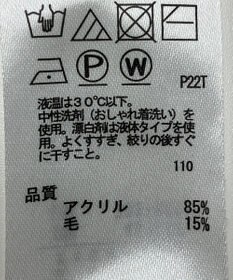 P W P22T
液温は30℃以下。
中性洗剤(おしゃれ着洗い)を
使用。漂白剤は液体タイプを使
用。よくすすぎ、絞りの後すぐ
に干すこと。
110
品質
アクリル 85%
毛 15%